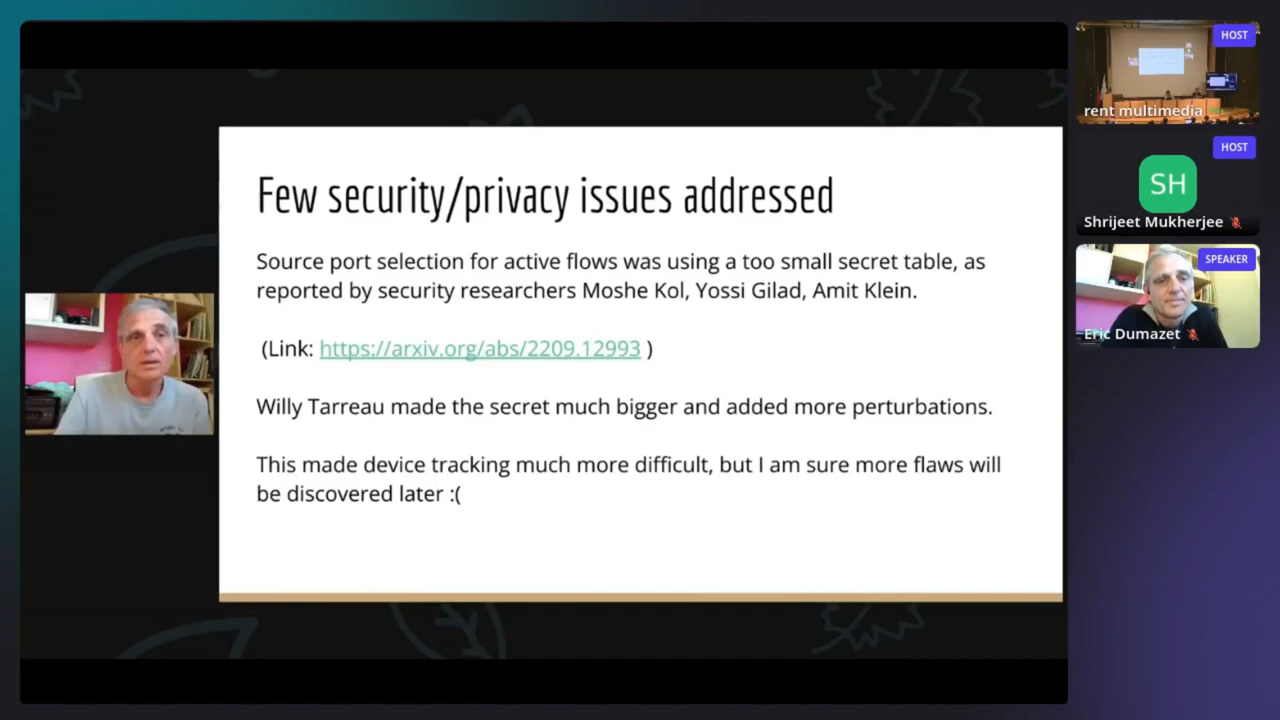 Few security/privacy issues addressed
Source port selection for active flows was using a too small secret table, as
reported by security researchers Moshe Kol, Yossi Gilad, Amit Klein.
(Link: https://arxiv.org/abs/2209.12993 )
Willy Tarreau made the secret much bigger and added more perturbations.
This made device tracking much more difficult, but I am sure more flaws will
be discovered later :(
HOST
rent multimedia
HOST
SH
Shrijeet Mukherjee
SPEAKER
Eric Dumazet